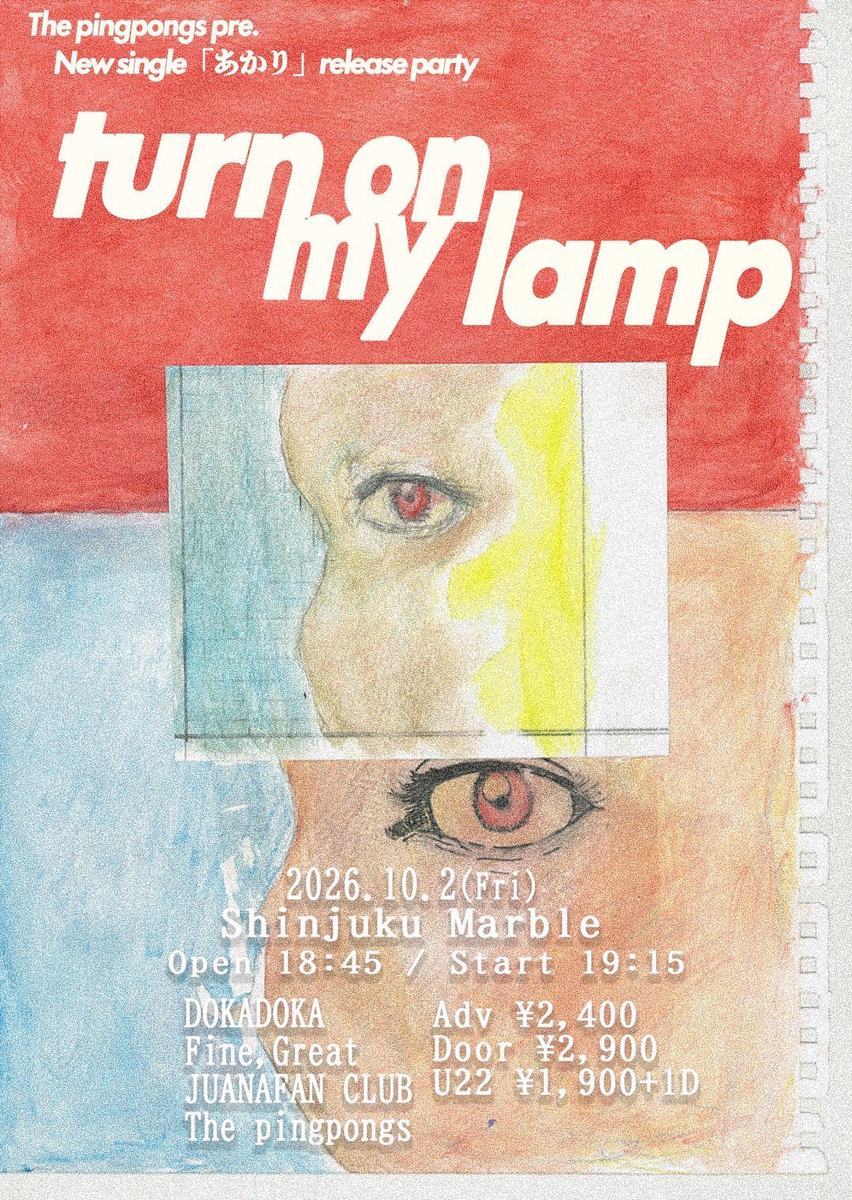 The pingpongs pre.
New single「あかり」release party
turn on
my lamp
2026.10.2(Fri)
Shinjuku Marble
Open 18:45 / Start 19:15
DOKADOKA
Fine,Great
JUANAFAN CLUB
The pingpongs
Adv ¥2,400
Door ¥2,900
U22 ¥1,900+1D